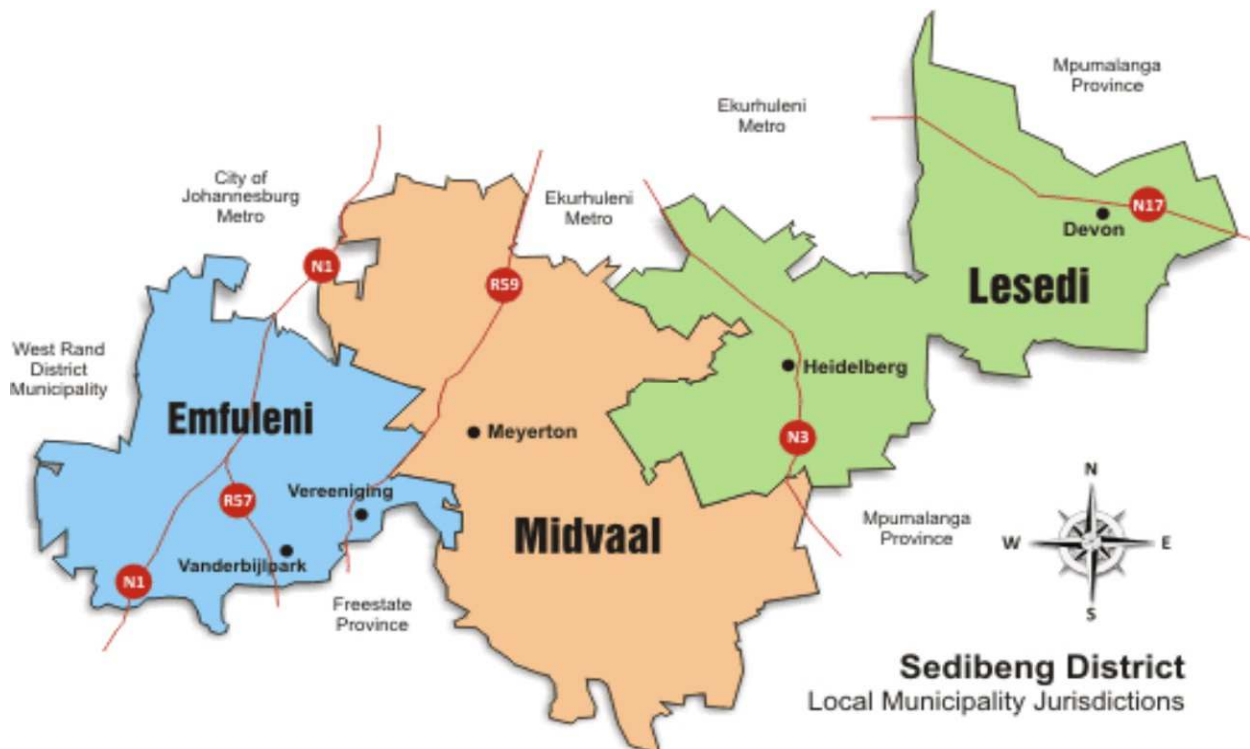 Mpumalanga
Province
Ekurhuleni
Metro
City of
Johannesburg
Metro
Ekurhuleni
Metro
N17
Devon
N1
R59
Lesedi
West Rand
District
Municipality
Heidelberg
Emfuleni
Meyerton
N3
N
Vereeniging
R57
Midvaal
Mpumalanga
Province
W
E
Vanderbijlpark
N1
Freestate
Province
S
Sedibeng District
Local Municipality Jurisdictions